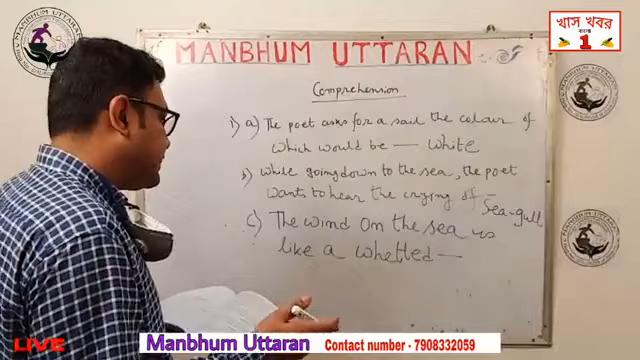 MANBHUM UTTARAN
খাস খবর
বাংলা
1
MANBHUM UTTARAN
Comprehension
i) a) The poet asks for a sail the colour of
which would be — white
b) while going down to the sea, the poet
wants to hear the crying of — Sea-gull
c) The wind on the sea is
like a whetted —
LIVE
Manbhum Uttaran Contact number - 7908332059